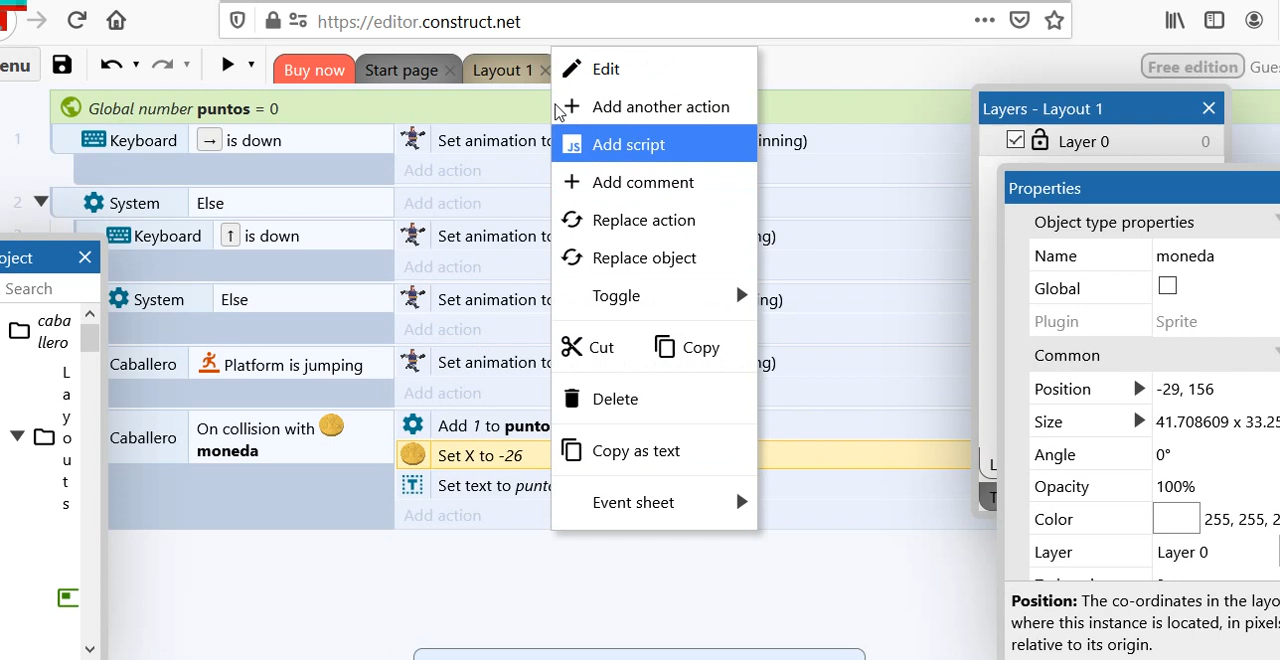 https://editor.construct.net
enu
Buy now
Start page
Layout 1
Free edition
Gue
Global number puntos = 0
1
Keyboard
→ is down
Set animation to
inning)
Add action
2
System
Else
Add action
Keyboard
↑ is down
Set animation to
ng)
Add action
System
Else
Set animation to
ing)
Add action
Caballero
Platform is jumping
Set animation to
ng)
Add action
Caballero
On collision with
moneda
Add 1 to punto
Set X to -26
Set text to punt
Add action
Edit
Add another action
JS
Add script
Add comment
Replace action
Replace object
Toggle
Cut
Copy
Delete
Copy as text
Event sheet
oject
Search
caba
llero
L
a
y
o
u
t
s
Layers - Layout 1
Layer 0
0
Properties
Object type properties
Name
moneda
Global
Plugin
Sprite
Common
Position
-29, 156
Size
41.708609 x 33.25
Angle
0°
Opacity
100%
Color
255, 255, 2
Layer
Layer 0
Position: The co-ordinates in the layo
where this instance is located, in pixel
relative to its origin.